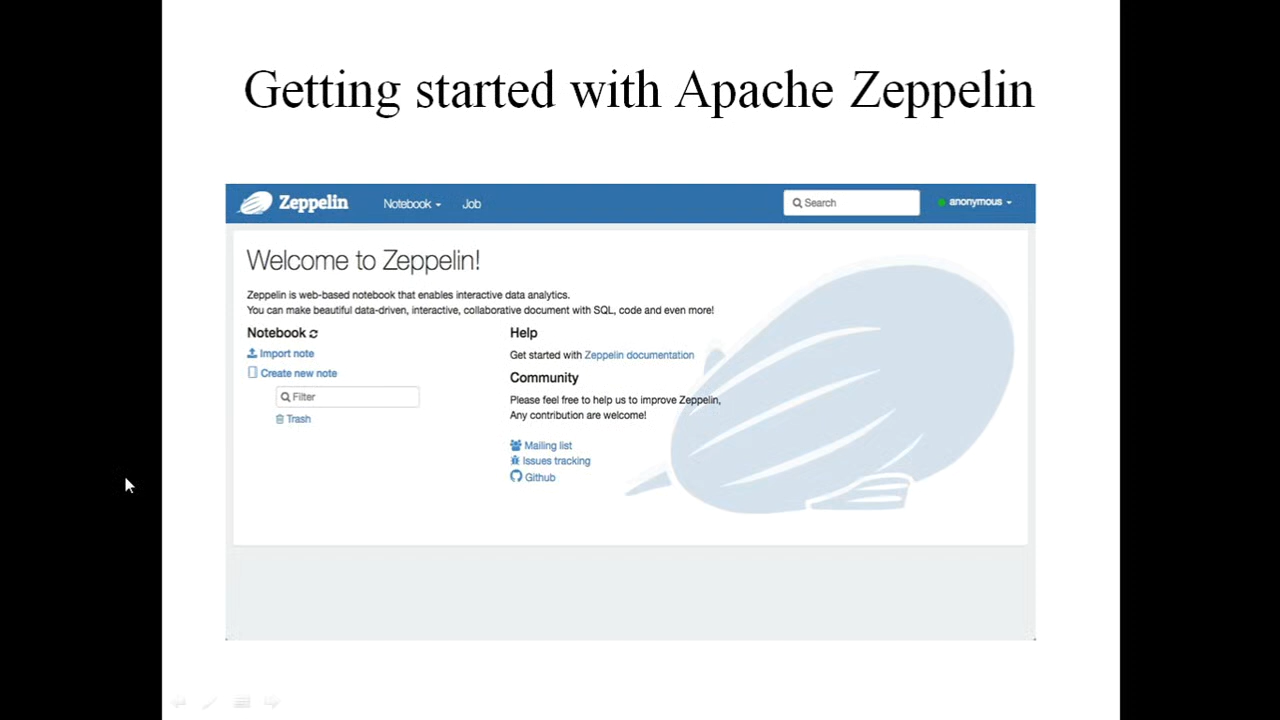 Getting started with Apache Zeppelin
Zeppelin Notebook Job Search anonymous
Welcome to Zeppelin!
Zeppelin is web-based notebook that enables interactive data analytics.
You can make beautiful data-driven, interactive, collaborative document with SQL, code and even more!
Notebook
Import note
Create new note
Filter
Trash
Help
Get started with Zeppelin documentation
Community
Please feel free to help us to improve Zeppelin,
Any contribution are welcome!
Mailing list
Issues tracking
Github